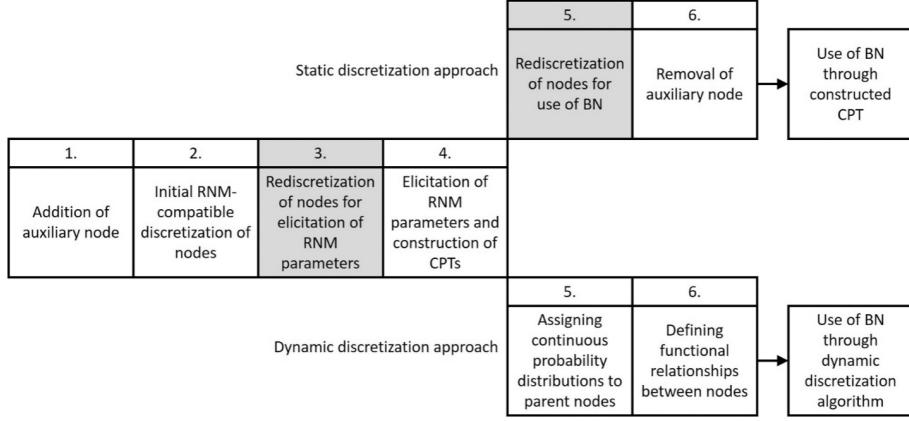 5.
6.
Static discretization approach
Rediscretization
of nodes for
use of BN
Removal of
auxiliary node
Use of BN
through
constructed
CPT
1.
2.
3.
4.
Addition of
auxiliary node
Initial RNM-
compatible
discretization of
nodes
Rediscretization
of nodes for
elicitation of
RNM
parameters
Elicitation of
RNM
parameters and
construction of
CPTs
5.
6.
Dynamic discretization approach
Assigning
continuous
probability
distributions to
parent nodes
Defining
functional
relationships
between nodes
Use of BN
through
dynamic
discretization
algorithm